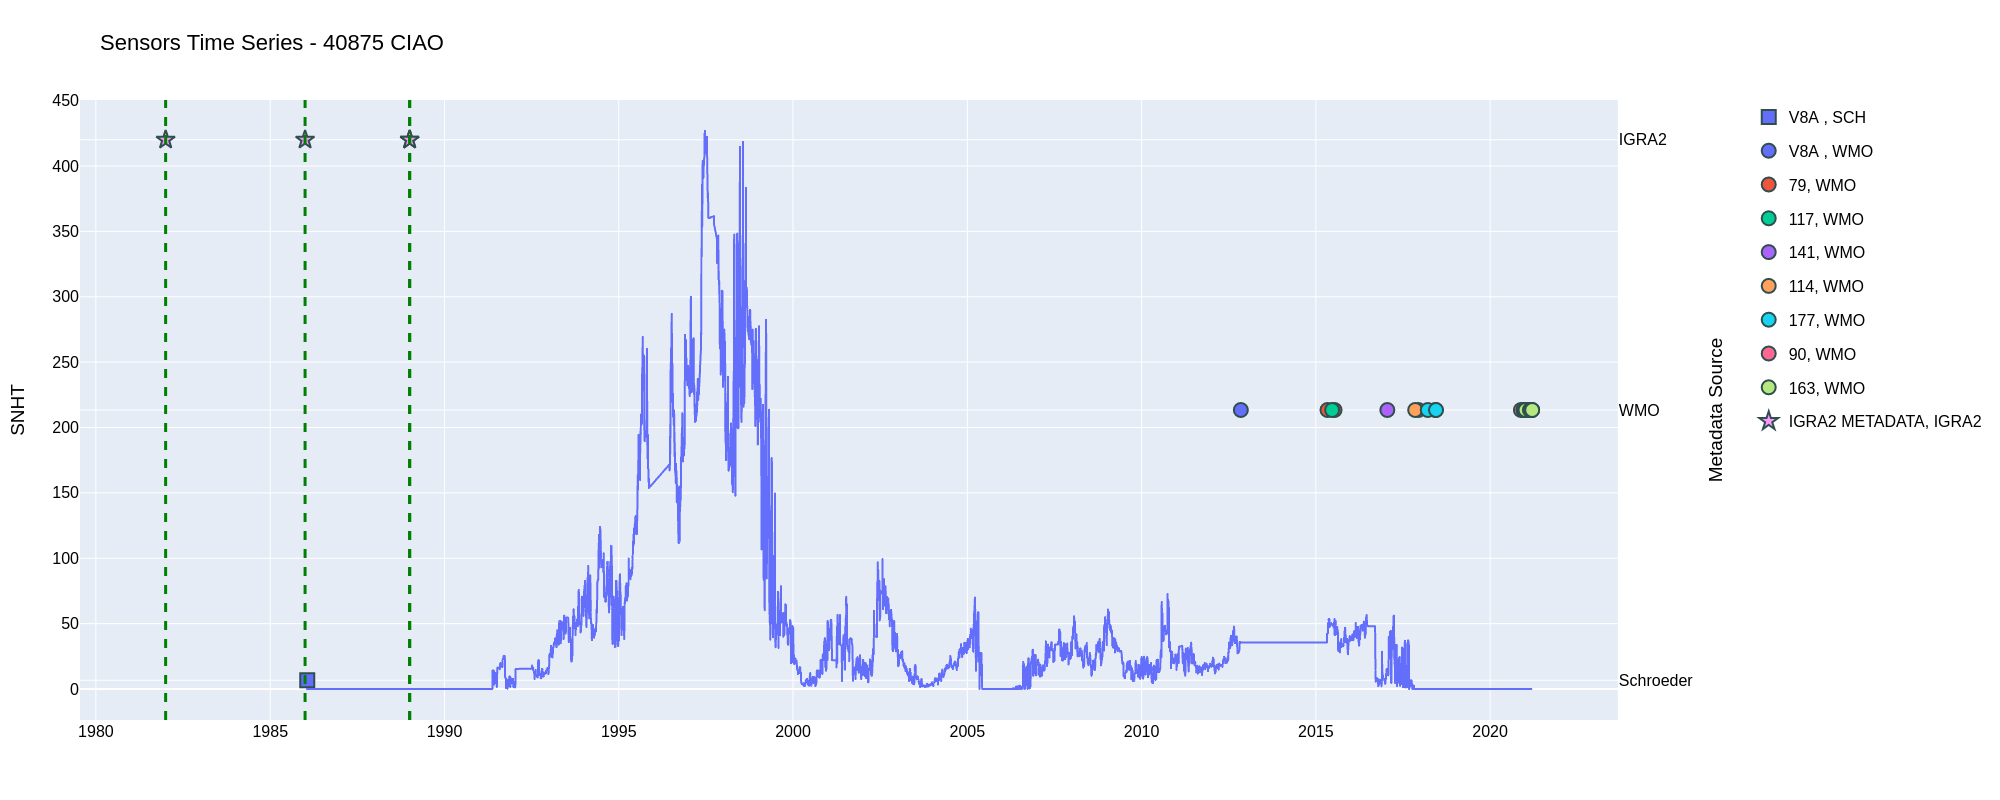 Sensors Time Series - 40875 CIAO
450
400
350
300
250
200
150
100
50
0
SNHT
1980
1985
1990
1995
2000
2005
2010
2015
2020
IGRA2
WMO
Schroeder
Metadata Source
V8A , SCH
V8A , WMO
79, WMO
117, WMO
141, WMO
114, WMO
177, WMO
90, WMO
163, WMO
IGRA2 METADATA, IGRA2